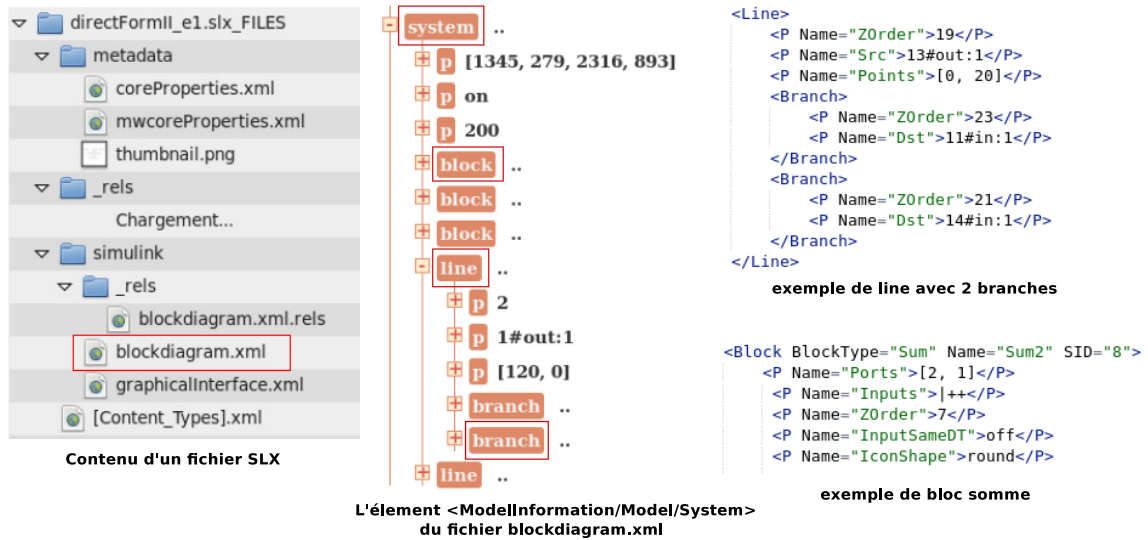 directFormII_e1.slx_FILES
metadata
coreProperties.xml
mwcoreProperties.xml
thumbnail.png
_rels
Chargement...
simulink
_rels
blockdiagram.xml.rels
blockdiagram.xml
graphicalInterface.xml
[Content_Types].xml
Contenu d'un fichier SLX
system ..
p [1345, 279, 2316, 893]
p on
p 200
block ..
block ..
block ..
line ..
p 2
p 1#out:1
p [120, 0]
branch ..
branch ..
line ..
L'élement <ModelInformation/Model/System>
du fichier blockdiagram.xml
<Line>
<P Name="ZOrder">19</P>
<P Name="Src">13#out:1</P>
<P Name="Points">[0, 20]</P>
<Branch>
<P Name="ZOrder">23</P>
<P Name="Dst">11#in:1</P>
</Branch>
<Branch>
<P Name="ZOrder">21</P>
<P Name="Dst">14#in:1</P>
</Branch>
</Line>
exemple de line avec 2 branches
<Block BlockType="Sum" Name="Sum2" SID="8">
<P Name="Ports">[2, 1]</P>
<P Name="Inputs">|++</P>
<P Name="ZOrder">7</P>
<P Name="InputSameDT">off</P>
<P Name="IconShape">round</P>
exemple de bloc somme